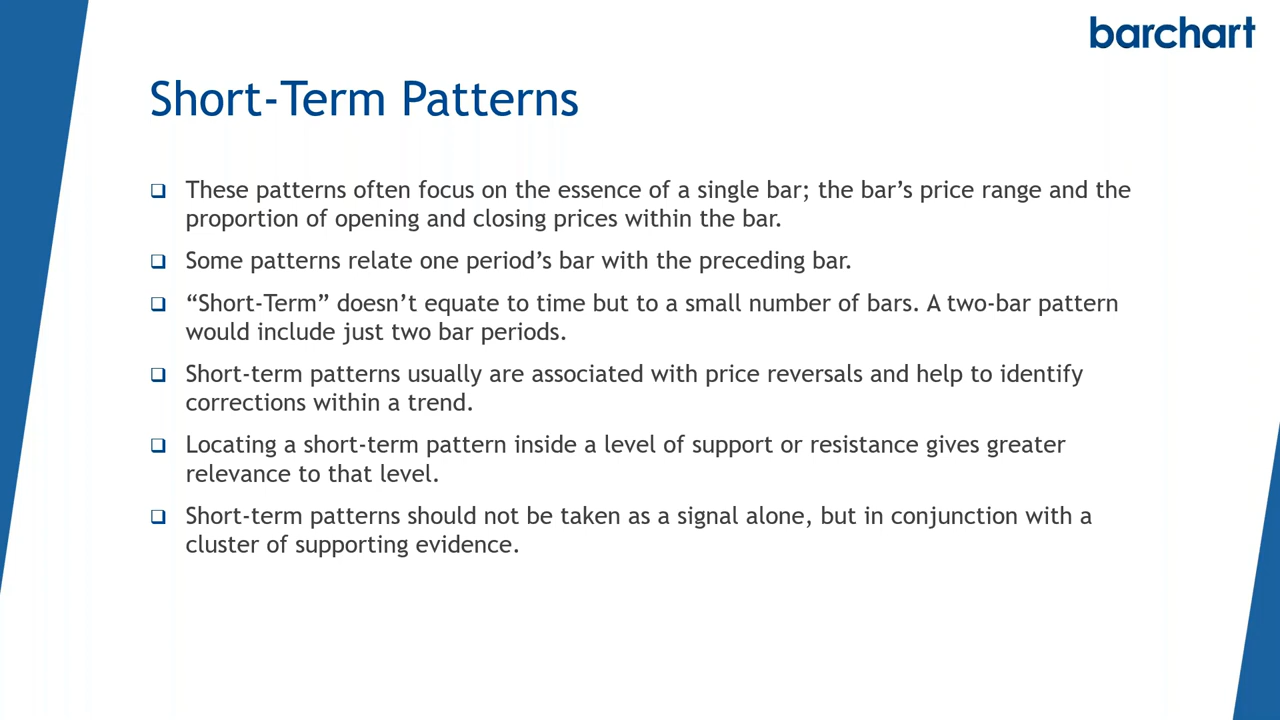 barchart
Short-Term Patterns
❑ These patterns often focus on the essence of a single bar; the bar’s price range and the
proportion of opening and closing prices within the bar.
❑ Some patterns relate one period’s bar with the preceding bar.
❑ “Short-Term” doesn’t equate to time but to a small number of bars. A two-bar pattern
would include just two bar periods.
❑ Short-term patterns usually are associated with price reversals and help to identify
corrections within a trend.
❑ Locating a short-term pattern inside a level of support or resistance gives greater
relevance to that level.
❑ Short-term patterns should not be taken as a signal alone, but in conjunction with a
cluster of supporting evidence.